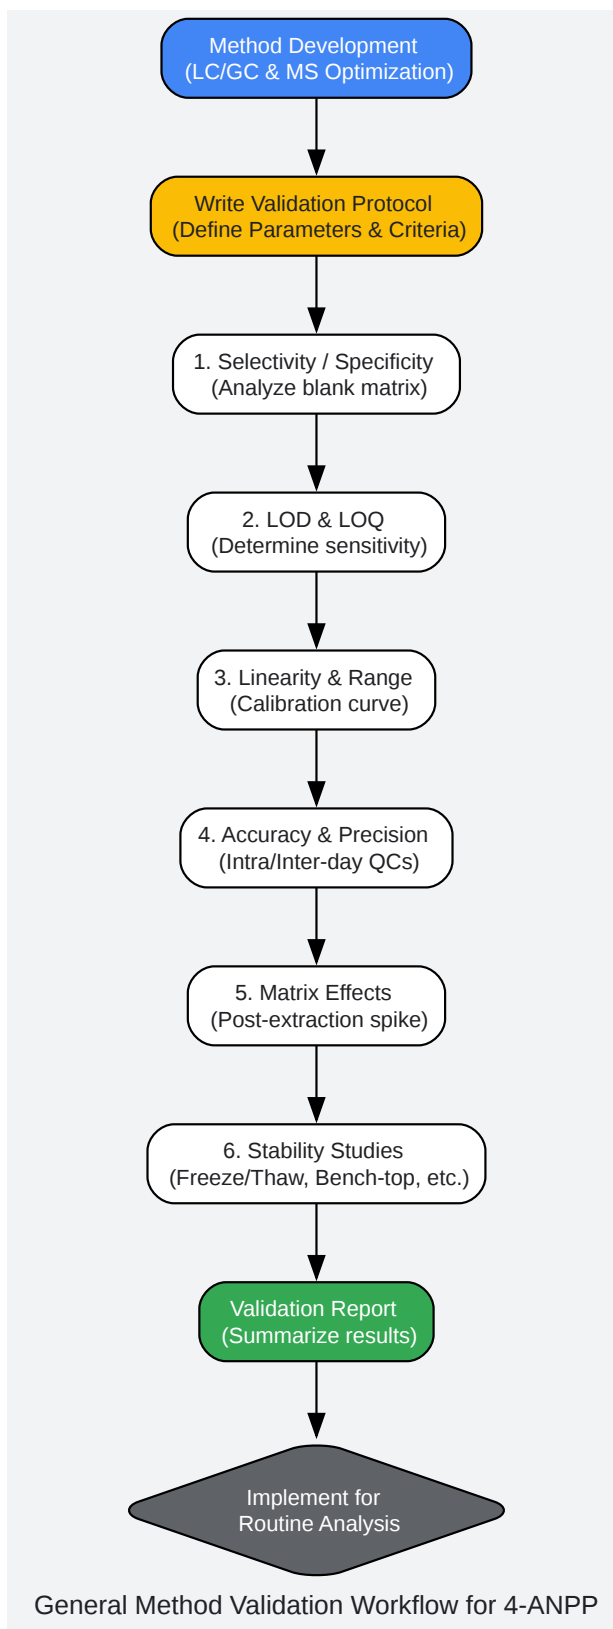 Method Development
(LC/GC & MS Optimization)
Write Validation Protocol
(Define Parameters & Criteria)
1. Selectivity / Specificity
(Analyze blank matrix)
2. LOD & LOQ
(Determine sensitivity)
3. Linearity & Range
(Calibration curve)
4. Accuracy & Precision
(Intra/Inter-day QCs)
5. Matrix Effects
(Post-extraction spike)
6. Stability Studies
(Freeze/Thaw, Bench-top, etc.)
Validation Report
(Summarize results)
Implement for
Routine Analysis
General Method Validation Workflow for 4-ANPP